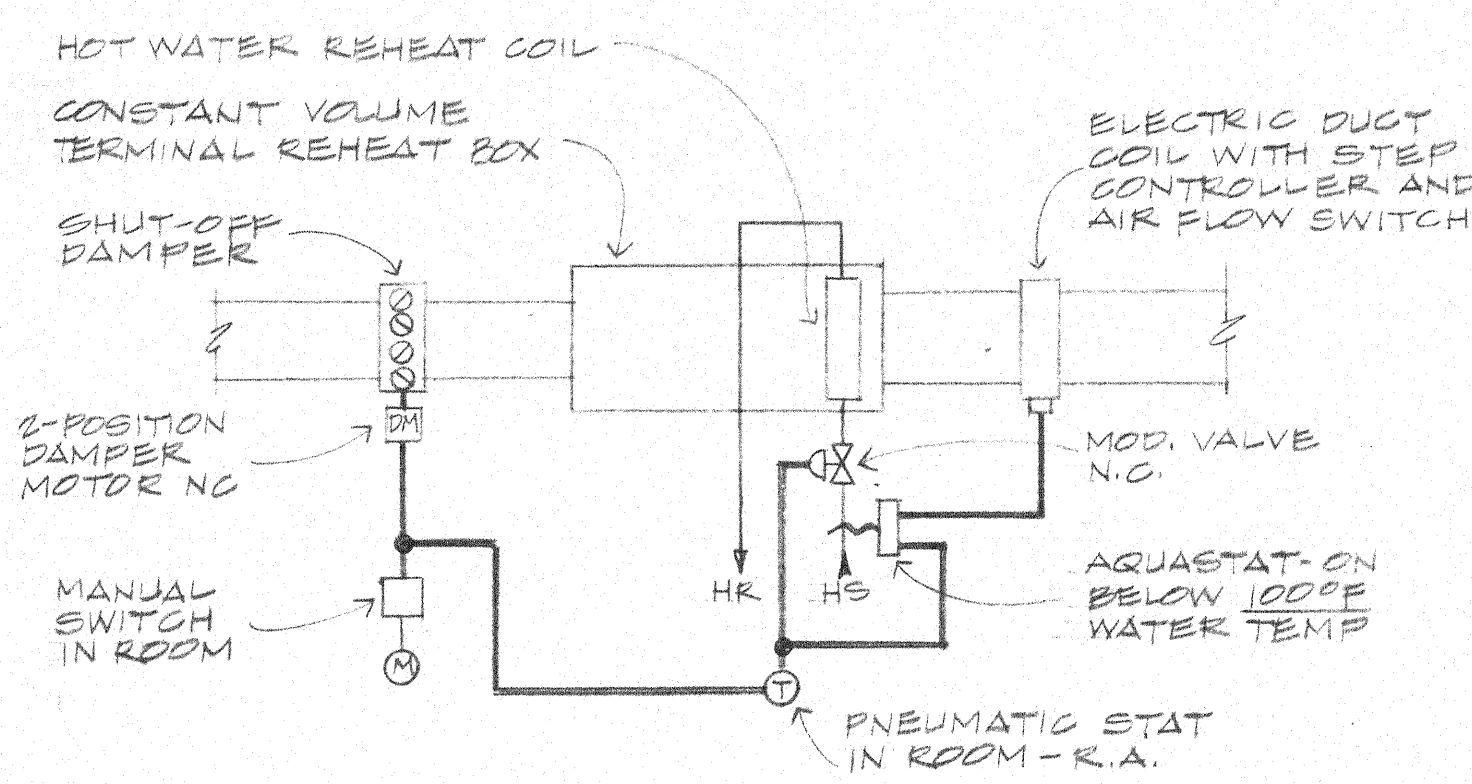 HOT WATER REHEAT COIL
CONSTANT VOLUME
TERMINAL REHEAT BOX
SHUT-OFF
DAMPER
ELECTRIC DUCT
COIL WITH STEP
CONTROLLER AND
AIR FLOW SWITCH
2-POSITION
DAMPER
MOTOR NC
DM
MOD. VALVE
N.C.
MANUAL
SWITCH
IN ROOM
M
HR
HS
AQUASTAT-ON
BELOW 100°F
WATER TEMP
T
PNEUMATIC STAT
IN ROOM - R.A.